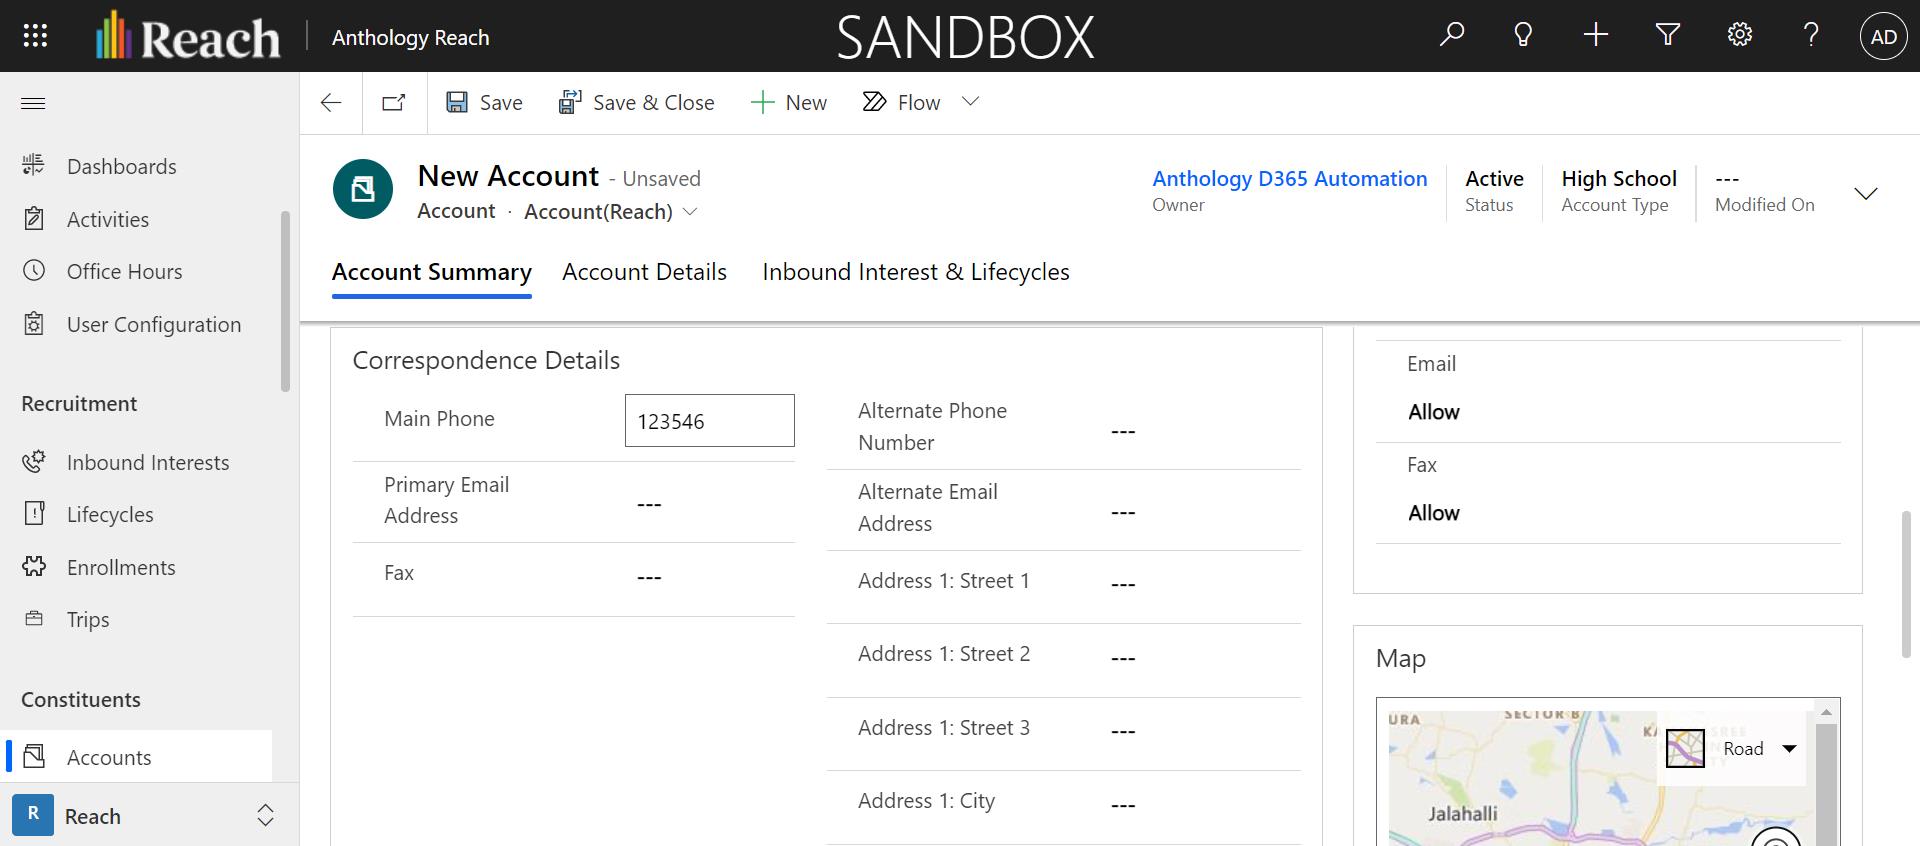 Reach
Anthology Reach
SANDBOX
AD
Save
Save & Close
New
Flow
Dashboards
Activities
Office Hours
User Configuration
Recruitment
Inbound Interests
Lifecycles
Enrollments
Trips
Constituents
Accounts
R
Reach
New Account - Unsaved
Account · Account(Reach)
Anthology D365 Automation
Owner
Active
Status
High School
Account Type
---
Modified On
Account Summary
Account Details
Inbound Interest & Lifecycles
Correspondence Details
Main Phone
123546
Primary Email
Address
---
Fax
---
Alternate Phone
Number
---
Alternate Email
Address
---
Address 1: Street 1
---
Address 1: Street 2
---
Address 1: Street 3
---
Address 1: City
---
Email
Allow
Fax
Allow
Map
URA
SECTOR B
Road
Jalahalli